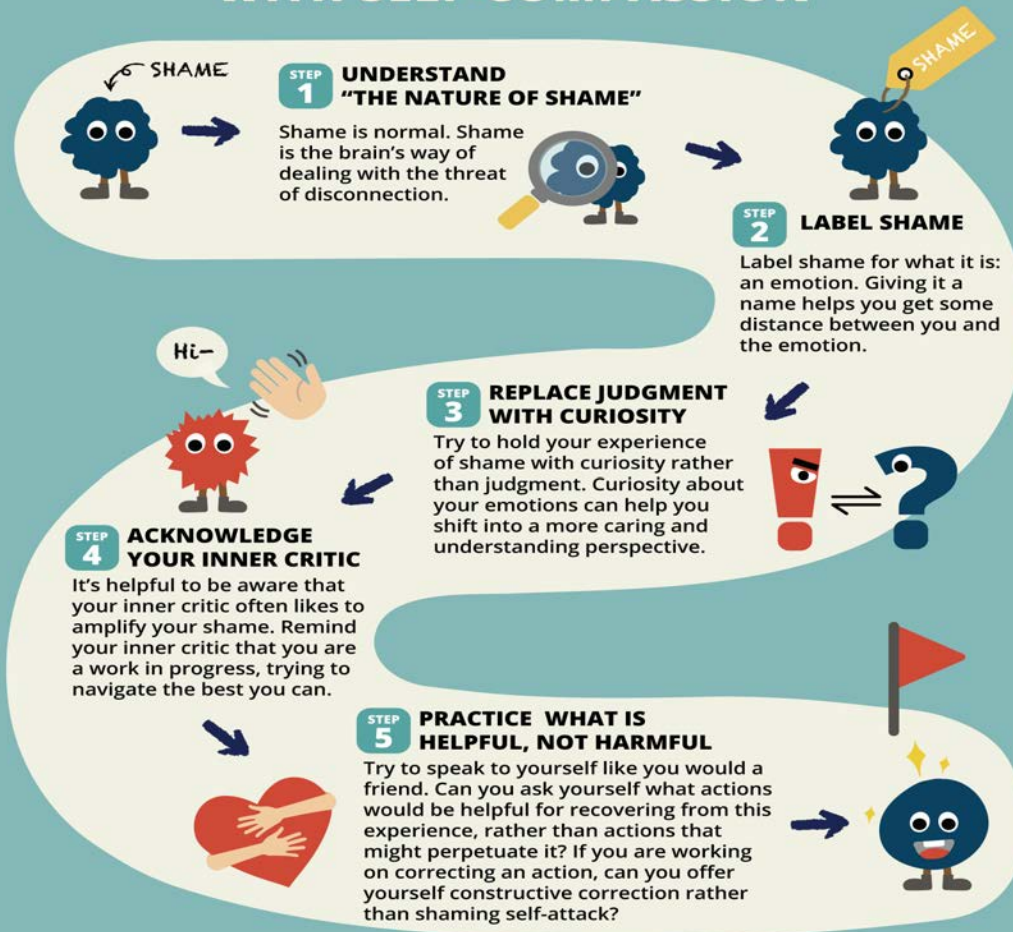 WITH SELF-COMPASSION
SHAME
STEP
1
UNDERSTAND
"THE NATURE OF SHAME"
Shame is normal. Shame
is the brain's way of
dealing with the threat
of disconnection.
SHAME
STEP
2
LABEL SHAME
Label shame for what it is:
an emotion. Giving it a
name helps you get some
distance between you and
the emotion.
STEP
3
REPLACE JUDGMENT
WITH CURIOSITY
Try to hold your experience
of shame with curiosity rather
than judgment. Curiosity about
your emotions can help you
shift into a more caring and
understanding perspective.
Hi-
STEP
4
ACKNOWLEDGE
YOUR INNER CRITIC
It's helpful to be aware that
your inner critic often likes to
amplify your shame. Remind
your inner critic that you are
a work in progress, trying to
navigate the best you can.
STEP
5
PRACTICE WHAT IS
HELPFUL, NOT HARMFUL
Try to speak to yourself like you would a
friend. Can you ask yourself what actions
would be helpful for recovering from this
experience, rather than actions that
might perpetuate it? If you are working
on correcting an action, can you offer
yourself constructive correction rather
than shaming self-attack?